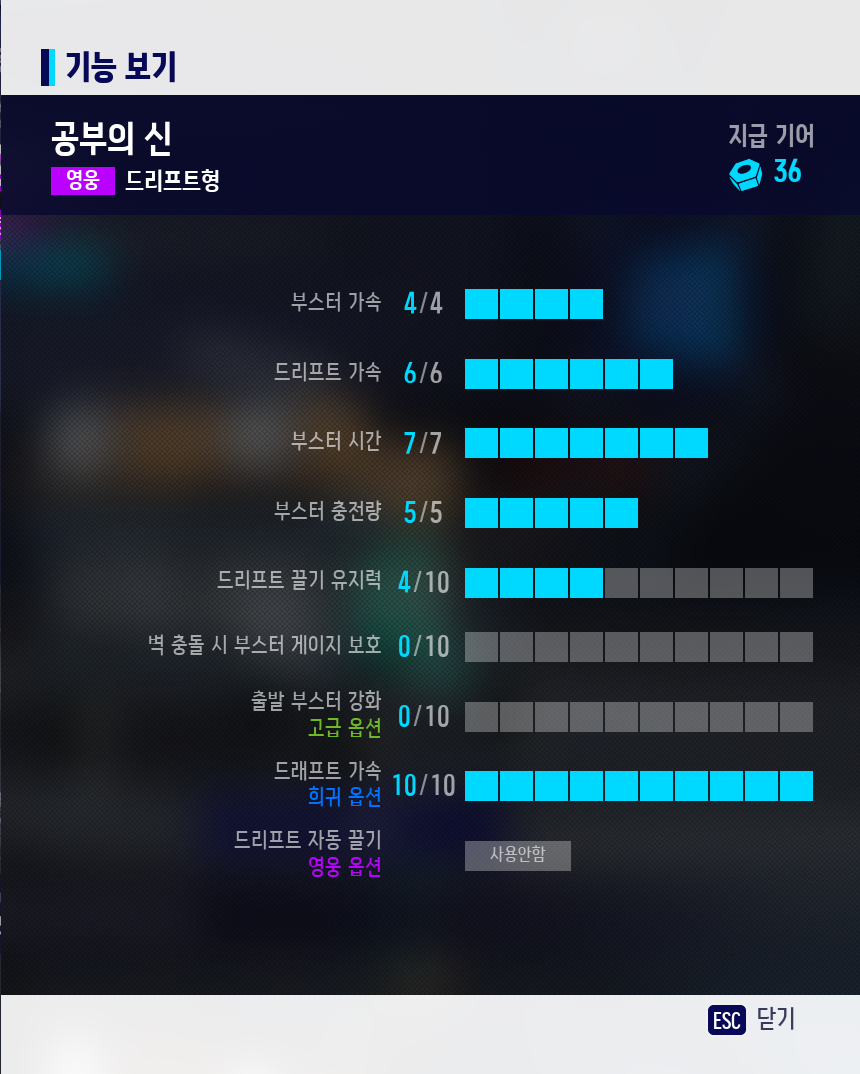 기능 보기
공부의 신
영웅 드리프트형
지급 기어
36
부스터 가속 4/4
드리프트 가속 6/6
부스터 시간 7/7
부스터 충전량 5/5
드리프트 끌기 유지력 4/10
벽 충돌 시 부스터 게이지 보호 0/10
출발 부스터 강화
고급 옵션
0/10
드래프트 가속
희귀 옵션
10/10
드리프트 자동 끌기
영웅 옵션
사용안함
ESC 닫기